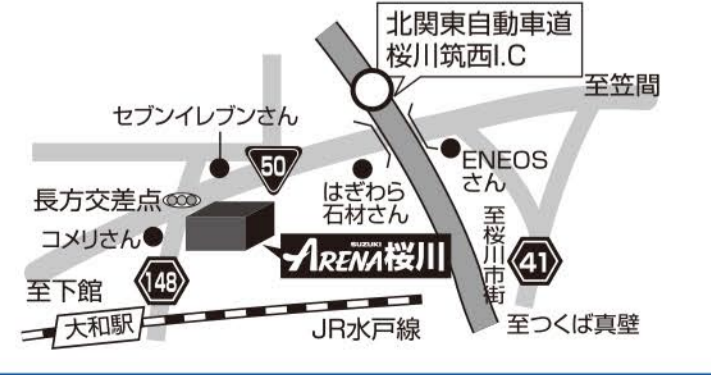 北関東自動車道
桜川筑西I.C
至笠間
セブンイレブンさん
50
ENEOS
さん
はぎわら
石材さん
長方交差点
コメリさん
SUZUKI
ARENA桜川
至桜川市街
41
148
至下館
大和駅
JR水戸線
至つくば真壁